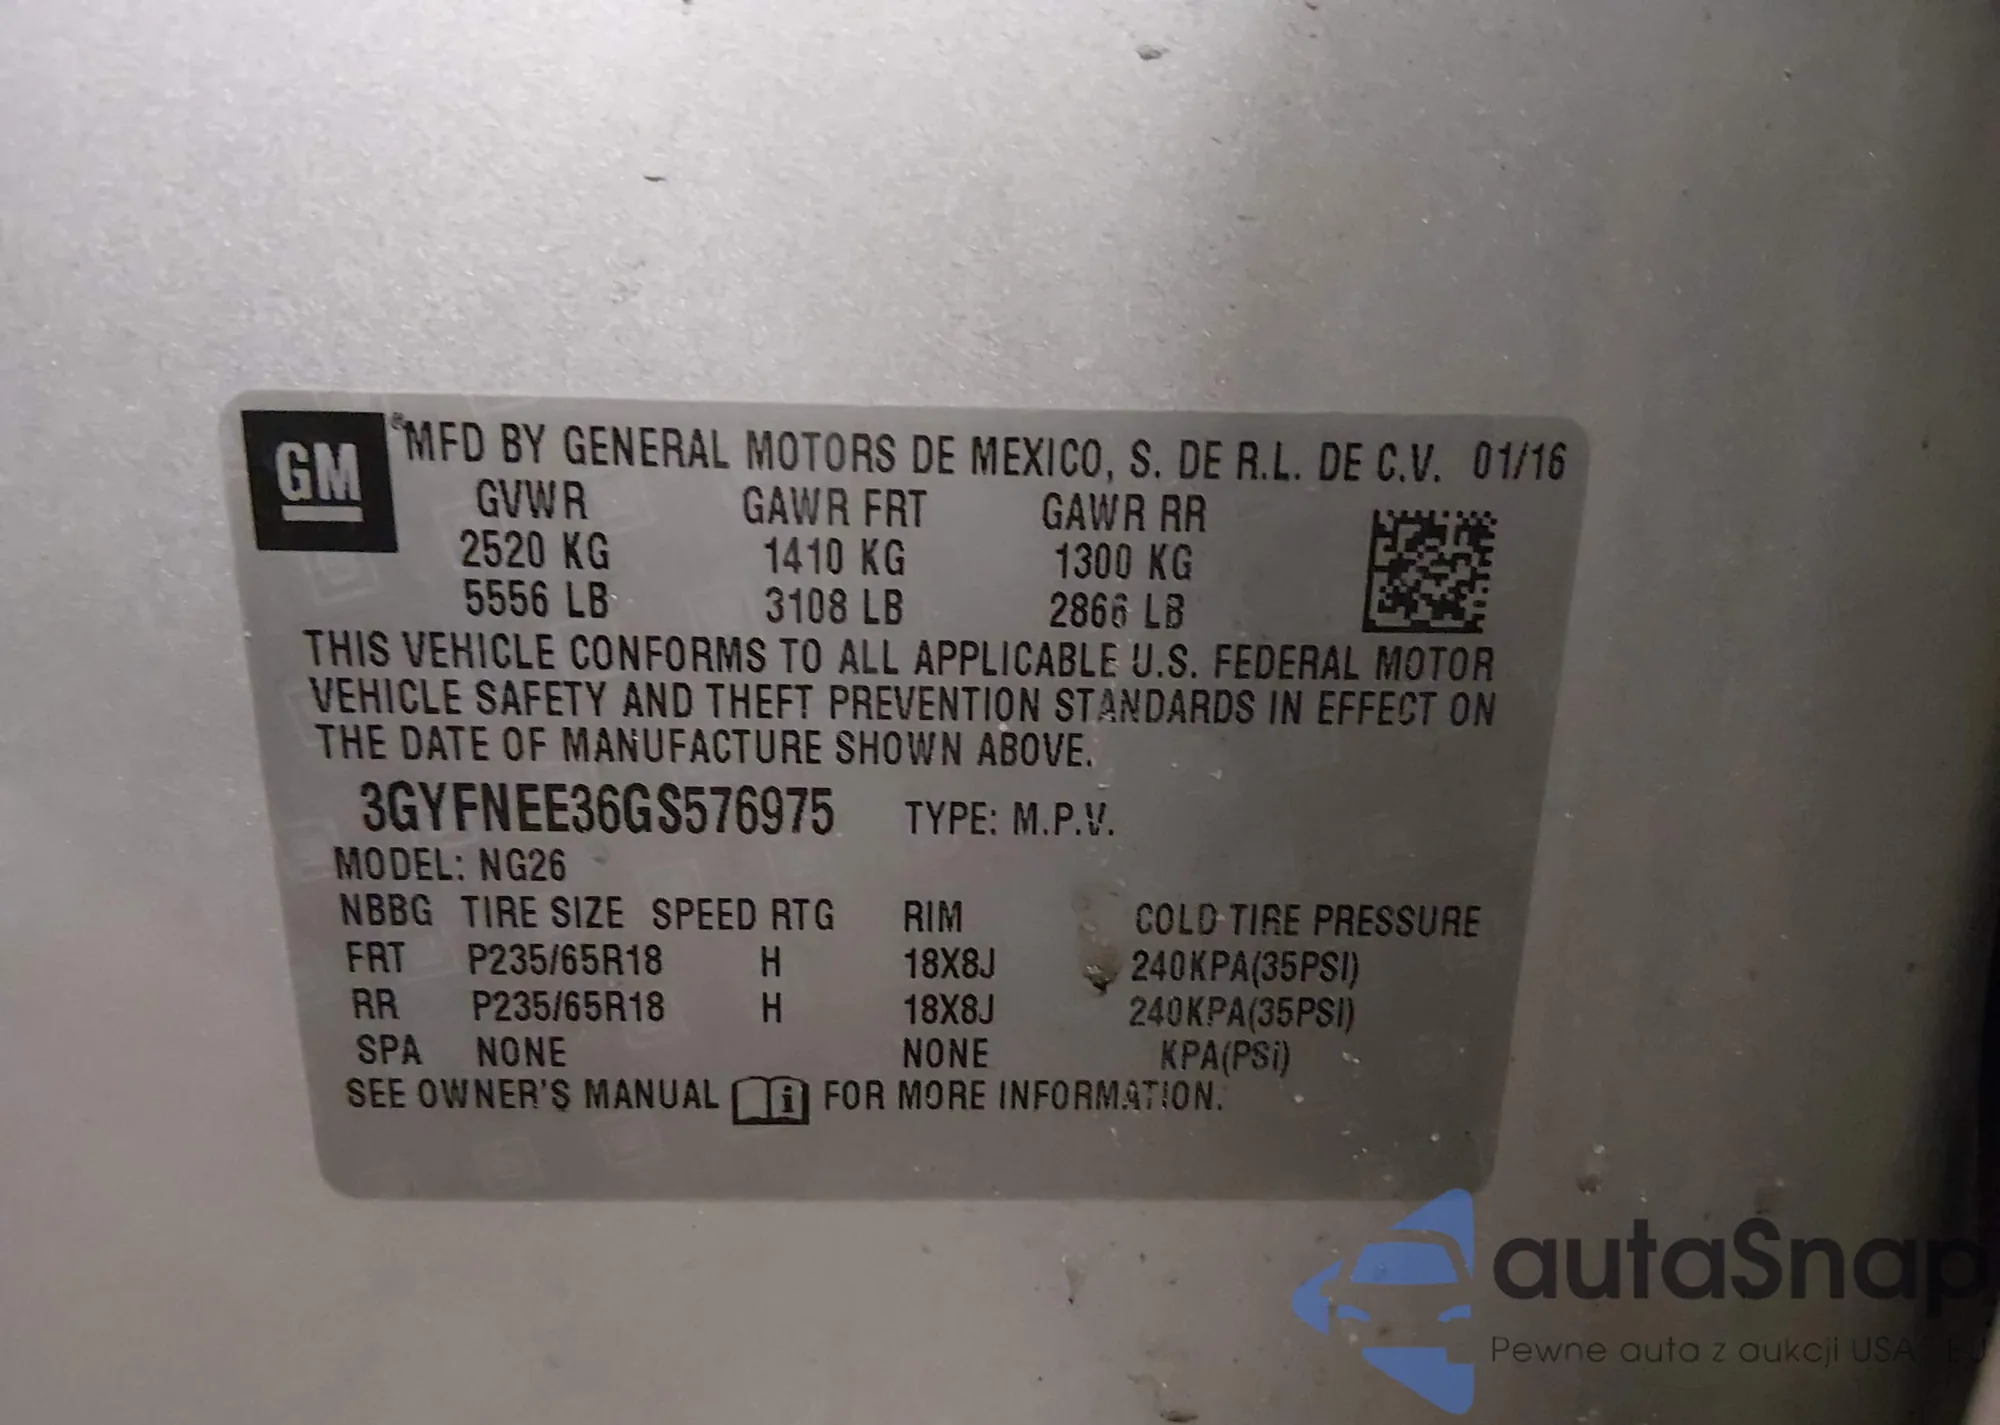 GM
®MFD BY GENERAL MOTORS DE MEXICO, S. DE R.L. DE C.V. 01/16
GVWR GAWR FRT GAWR RR
2520 KG 1410 KG 1300 KG
5556 LB 3108 LB 2866 LB
THIS VEHICLE CONFORMS TO ALL APPLICABLE U.S. FEDERAL MOTOR
VEHICLE SAFETY AND THEFT PREVENTION STANDARDS IN EFFECT ON
THE DATE OF MANUFACTURE SHOWN ABOVE.
3GYFNEE36GS576975 TYPE: M.P.V.
MODEL: NG26
NBBG TIRE SIZE SPEED RTG RIM COLD TIRE PRESSURE
FRT P235/65R18 H 18X8J 240KPA(35PSI)
RR P235/65R18 H 18X8J 240KPA(35PSI)
SPA NONE NONE KPA(PSi)
SEE OWNER'S MANUAL i FOR MORE INFORMATION.
autaSnap
Pewne auta z aukcji USA